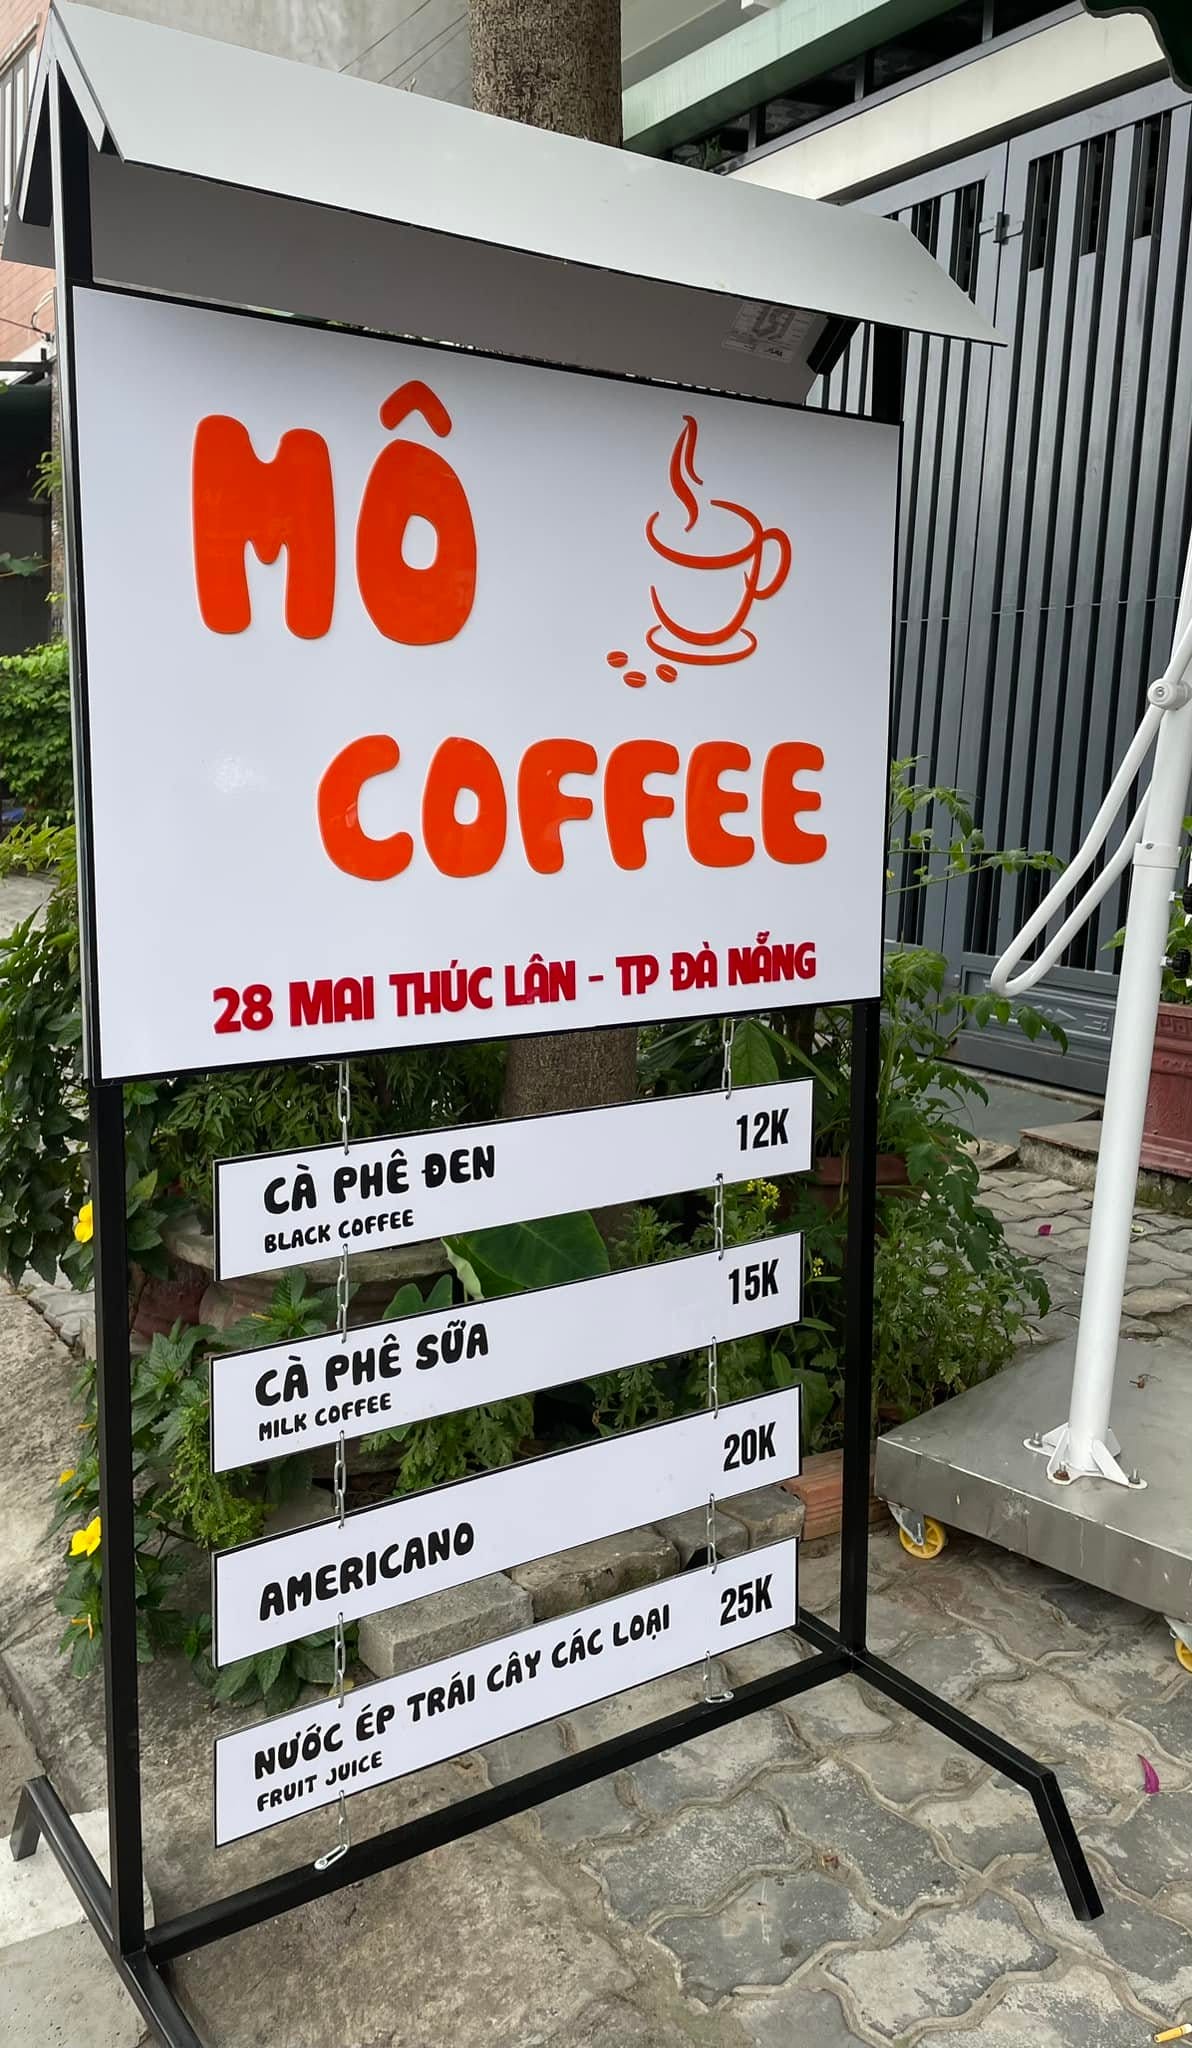 MÔ
COFFEE
28 MAI THÚC LÂN - TP ĐÀ NẴNG
CÀ PHÊ ĐEN 12K
BLACK COFFEE
CÀ PHÊ SỮA 15K
MILK COFFEE
AMERICANO 20K
NƯỚC ÉP TRÁI CÂY CÁC LOẠI 25K
FRUIT JUICE